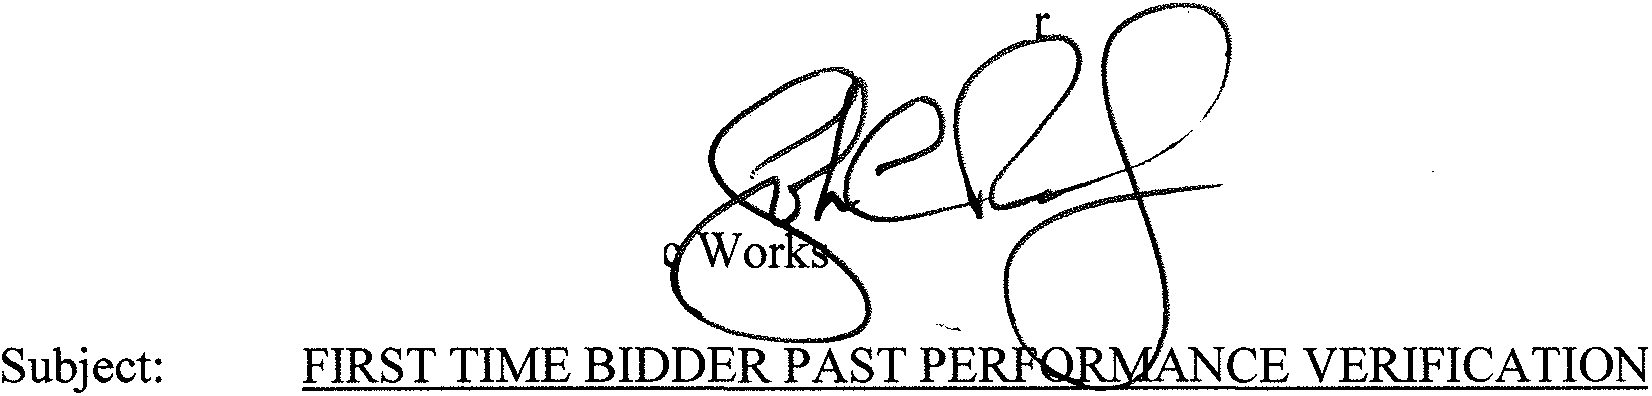 r
c Works
Subject: FIRST TIME BIDDER PAST PERFORMANCE VERIFICATION